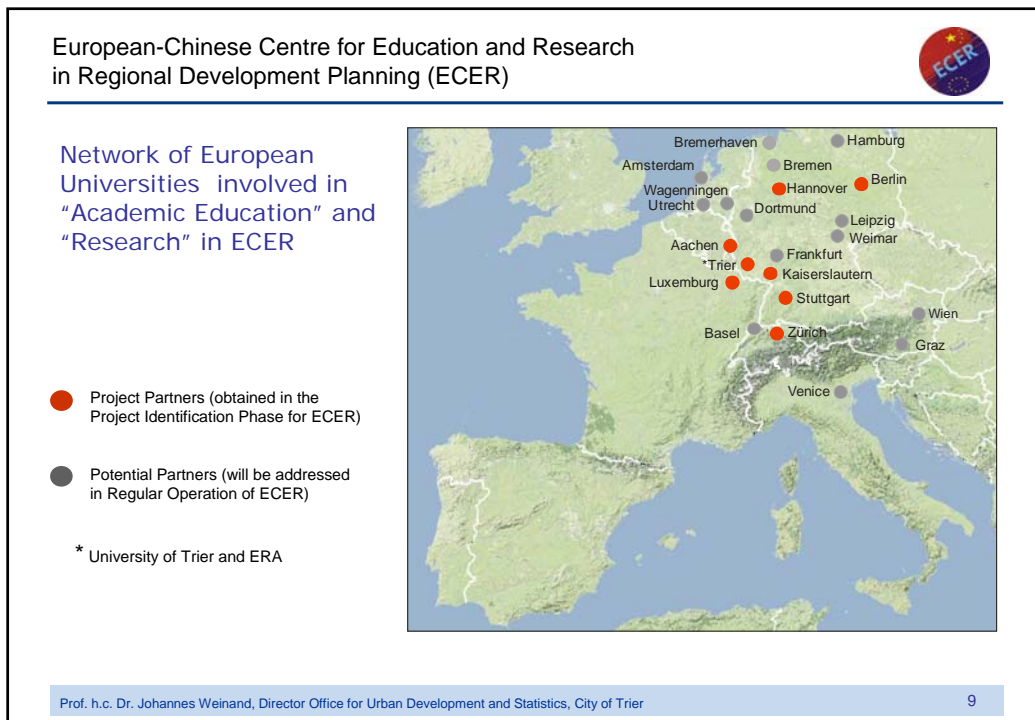 European-Chinese Centre for Education and Research
in Regional Development Planning (ECER)
ECER
Network of European
Universities involved in
“Academic Education” and
“Research” in ECER
Project Partners (obtained in the
Project Identification Phase for ECER)
Potential Partners (will be addressed
in Regular Operation of ECER)
* University of Trier and ERA
Bremerhaven
Hamburg
Amsterdam
Bremen
Wagenningen
Hannover
Berlin
Utrecht
Dortmund
Leipzig
Weimar
Aachen
Frankfurt
*Trier
Kaiserslautern
Luxemburg
Stuttgart
Wien
Basel
Zürich
Graz
Venice
Prof. h.c. Dr. Johannes Weinand, Director Office for Urban Development and Statistics, City of Trier
9